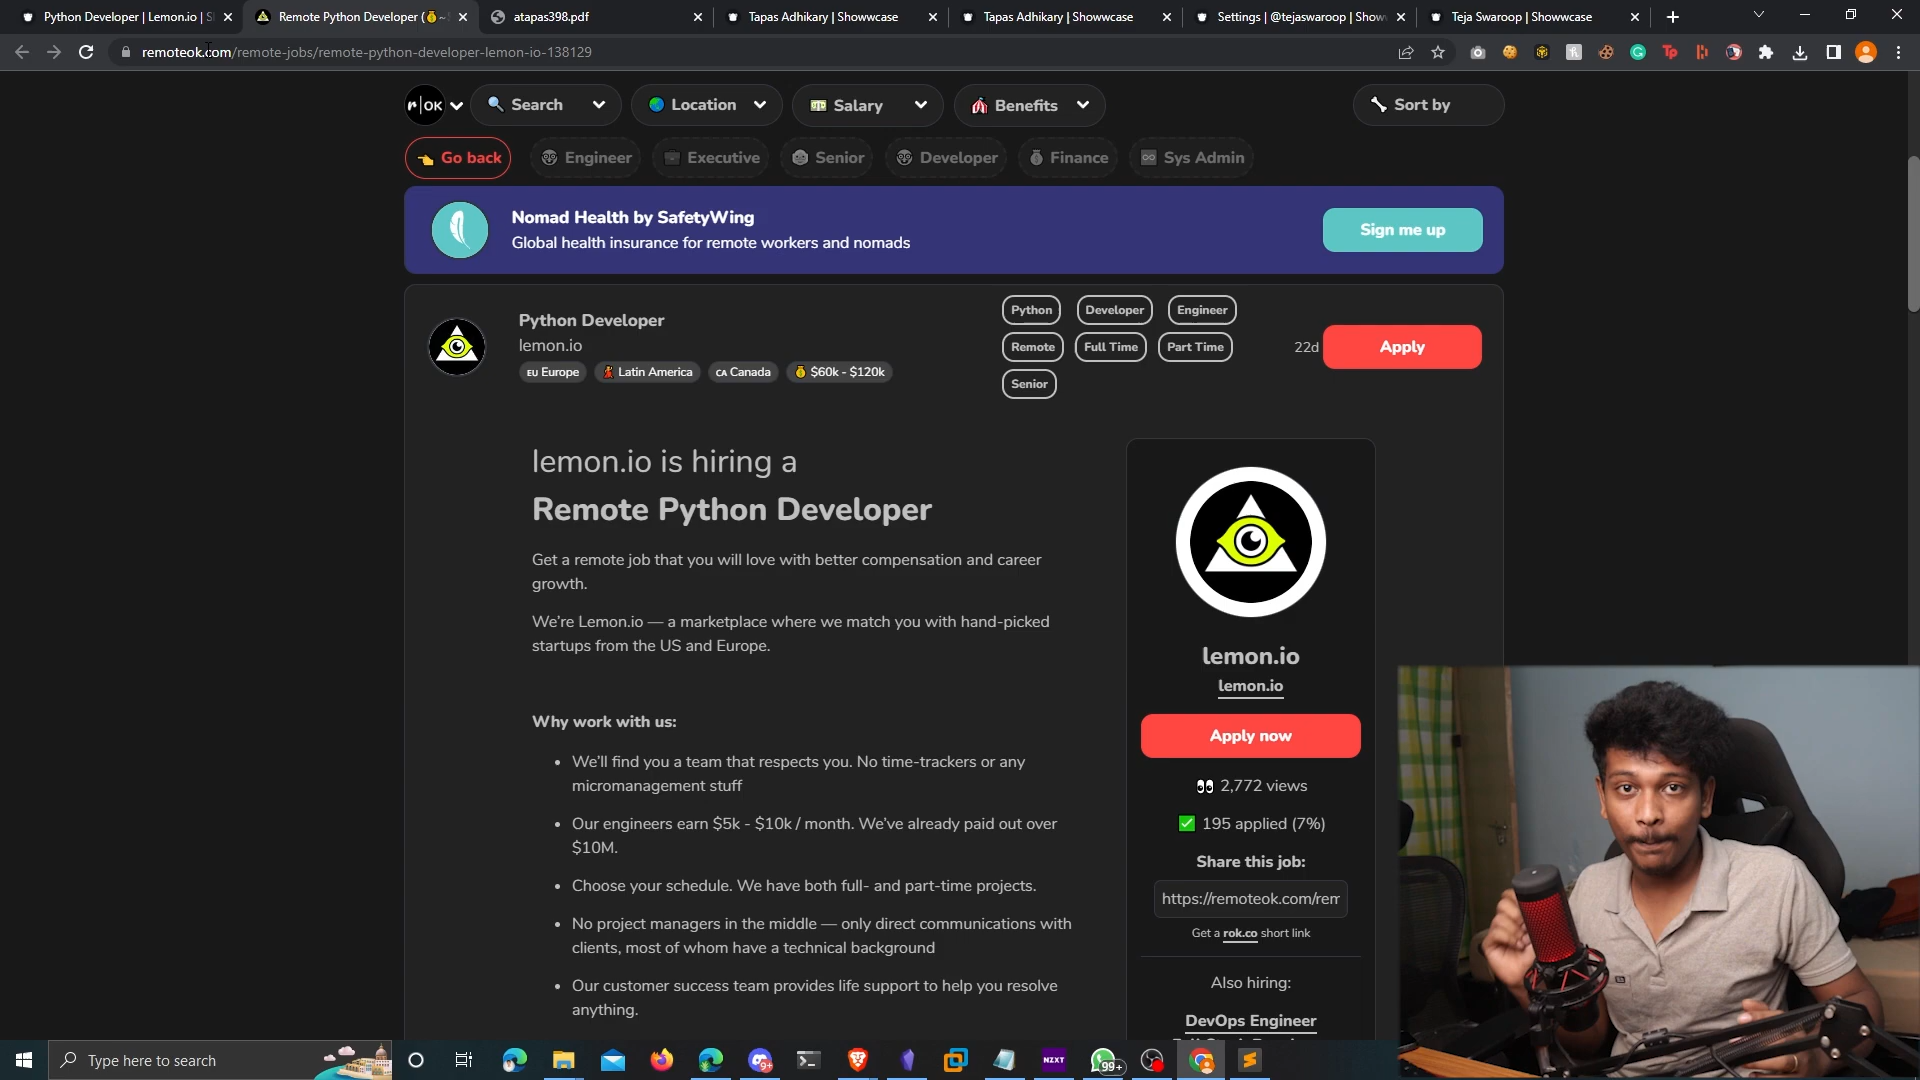 Python Developer | Lemon.io | S
Remote Python Developer (
atapas398.pdf
Tapas Adhikary | Showwcase
Tapas Adhikary | Showwcase
Settings | @tejaswaroop | Show
Teja Swaroop | Showwcase
remoteok.com/remote-jobs/remote-python-developer-lemon-io-138129
r|OK
Search
Location
Salary
Benefits
Sort by
Go back
Engineer
Executive
Senior
Developer
Finance
Sys Admin
Nomad Health by SafetyWing
Global health insurance for remote workers and nomads
Sign me up
Python Developer
lemon.io
EU Europe
Latin America
CA Canada
$60k - $120k
Python
Developer
Engineer
Remote
Full Time
Part Time
Senior
22d
Apply
lemon.io is hiring a
Remote Python Developer
Get a remote job that you will love with better compensation and career
growth.
We're Lemon.io — a marketplace where we match you with hand-picked
startups from the US and Europe.
Why work with us:
• We'll find you a team that respects you. No time-trackers or any
micromanagement stuff
• Our engineers earn $5k - $10k / month. We've already paid out over
$10M.
• Choose your schedule. We have both full- and part-time projects.
• No project managers in the middle — only direct communications with
clients, most of whom have a technical background
• Our customer success team provides life support to help you resolve
anything.
lemon.io
lemon.io
Apply now
2,772 views
195 applied (7%)
Share this job:
https://remoteok.com/rem
Get a rok.co short link
Also hiring:
DevOps Engineer
Type here to search
9+
NZXT
99+